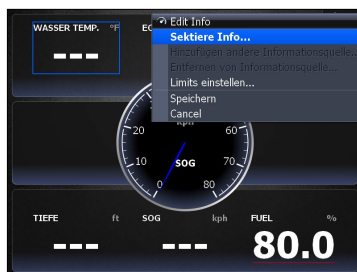 WASSER TEMP. °F
Edit Info
Sektiere Info...
Hinzufügen andere Informationsquelle...
Entfernen von Informationsquelle...
Limits einstellen...
Speichern
Cancel
kph
20 60
10 SOG 70
0 80
TIEFE ft SOG kph FUEL %
--- --- 80.0